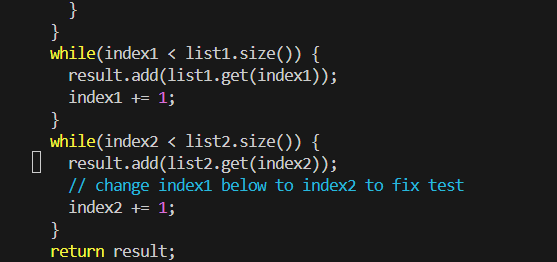 }
}
while(index1 < list1.size()) {
result.add(list1.get(index1));
index1 += 1;
}
while(index2 < list2.size()) {
result.add(list2.get(index2));
// change index1 below to index2 to fix test
index2 += 1;
}
return result;